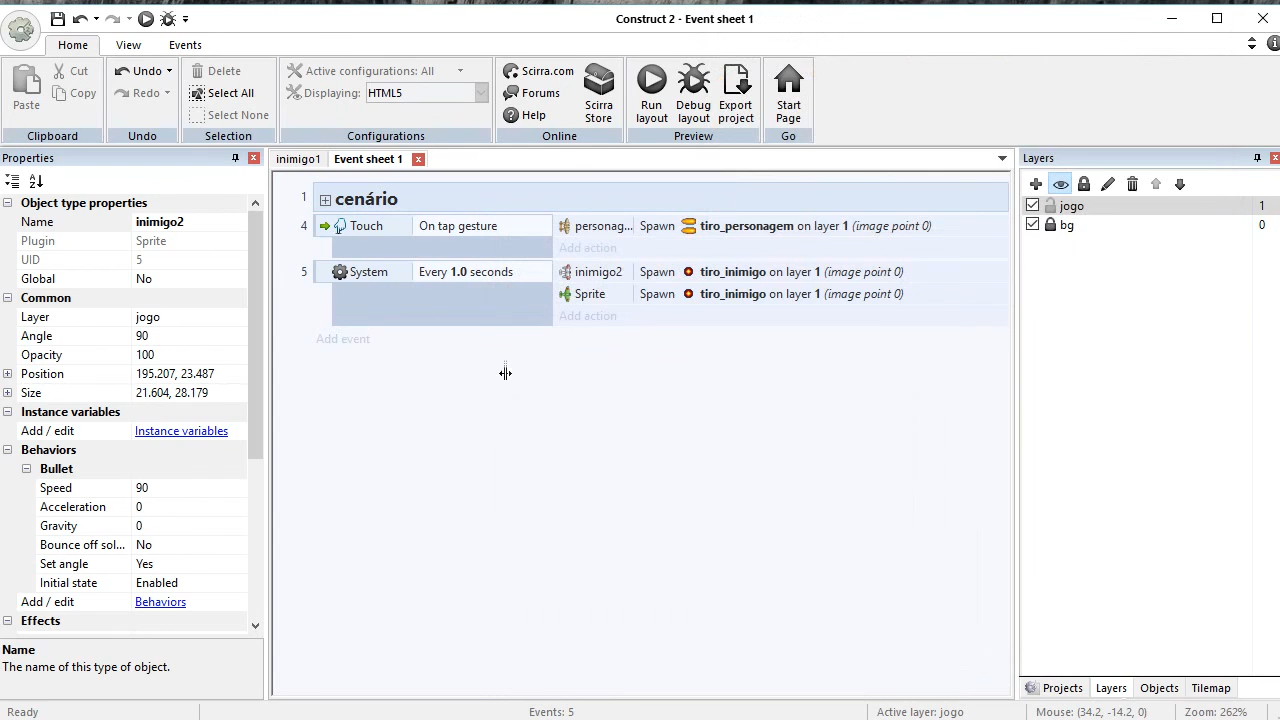 Construct 2 - Event sheet 1
Home View Events
Paste
Cut
Copy
Clipboard
Undo
Redo
Undo
Delete
Select All
Select None
Selection
Active configurations: All
Displaying: HTML5
Configurations
Scirra.com
Forums
Help
Scirra
Store
Online
Run
layout
Debug
layout
Export
project
Preview
Start
Page
Go
Properties
Object type properties
Name inimigo2
Plugin Sprite
UID 5
Global No
Common
Layer jogo
Angle 90
Opacity 100
Position 195.207, 23.487
Size 21.604, 28.179
Instance variables
Add / edit Instance variables
Behaviors
Bullet
Speed 90
Acceleration 0
Gravity 0
Bounce off sol... No
Set angle Yes
Initial state Enabled
Add / edit Behaviors
Effects
Name
The name of this type of object.
inimigo1 Event sheet 1
1 cenário
4 Touch On tap gesture personag... Spawn tiro_personagem on layer 1 (image point 0)
Add action
5 System Every 1.0 seconds inimigo2 Spawn tiro_inimigo on layer 1 (image point 0)
Sprite Spawn tiro_inimigo on layer 1 (image point 0)
Add action
Add event
Layers
jogo 1
bg 0
Projects Layers Objects Tilemap
Ready Events: 5 Active layer: jogo Mouse: (34.2, -14.2, 0) Zoom: 262%